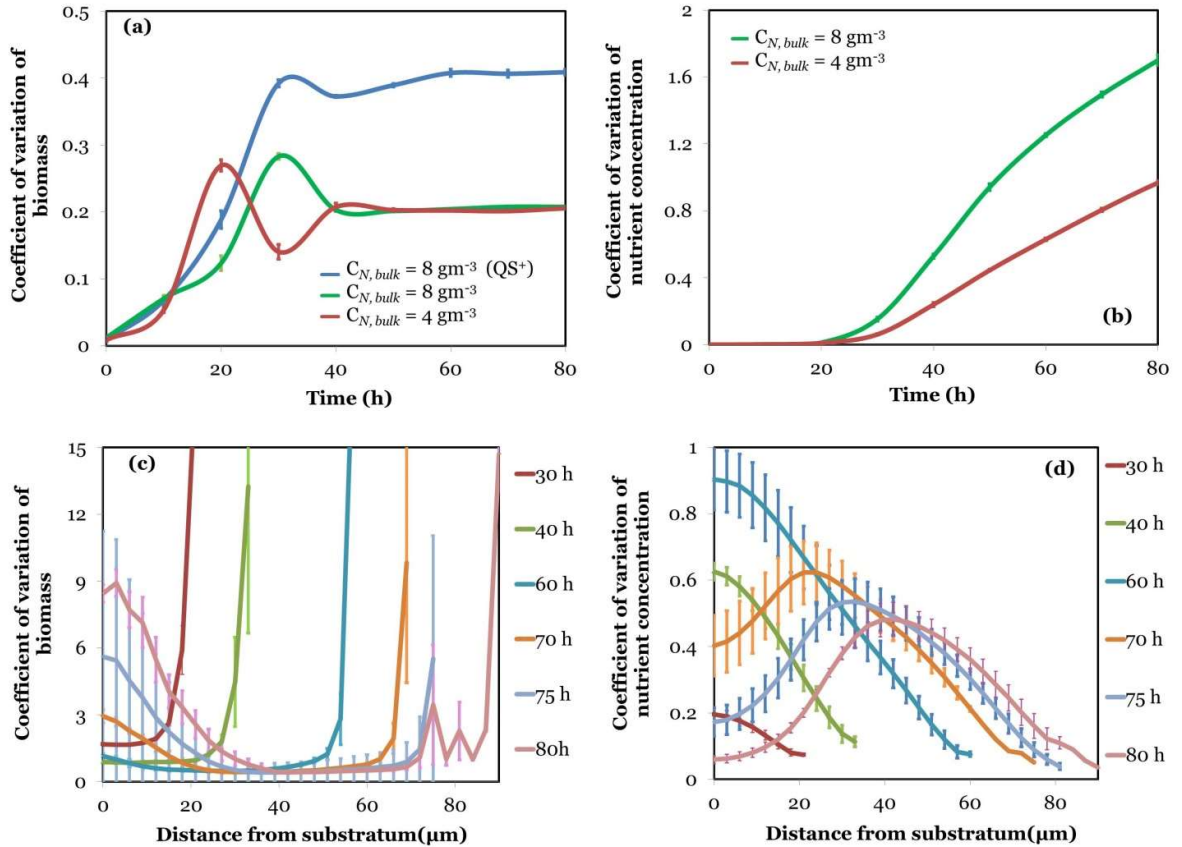 (a)
Coefficient of variation of
biomass
0.5
0.4
0.3
0.2
0.1
0
C_N, bulk = 8 gm⁻³ (QS⁺)
C_N, bulk = 8 gm⁻³
C_N, bulk = 4 gm⁻³
0 20 40 60 80
Time (h)
(b)
Coefficient of variation of
nutrient concentration
2
1.6
1.2
0.8
0.4
0
C_N, bulk = 8 gm⁻³
C_N, bulk = 4 gm⁻³
0 20 40 60 80
Time (h)
(c)
Coefficient of variation of
biomass
15
12
9
6
3
0
30 h
40 h
60 h
70 h
75 h
80h
0 20 40 60 80
Distance from substratum(µm)
(d)
Coefficient of variation of
nutrient concentration
1
0.8
0.6
0.4
0.2
0
30 h
40 h
60 h
70 h
75 h
80 h
0 20 40 60 80
Distance from substratum(µm)